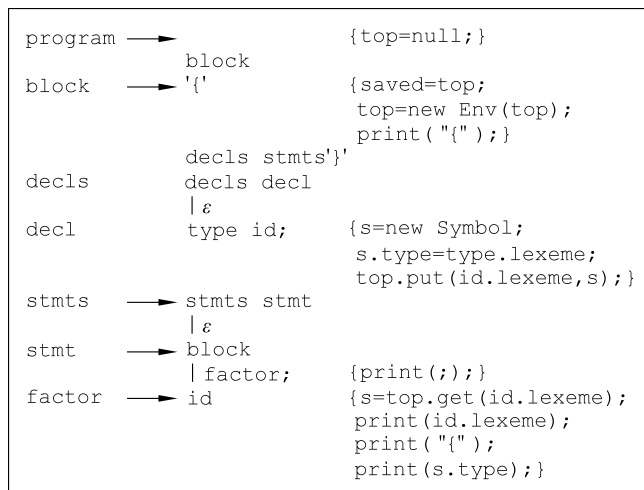 program ⟶ {top=null;}
block
block ⟶ '{' {saved=top;
top=new Env(top);
print("{");}
decls stmts'}'
decls decls decl
|ε
decl type id; {s=new Symbol;
s.type=type.lexeme;
top.put(id.lexeme,s);}
stmts ⟶ stmts stmt
|ε
stmt ⟶ block
|factor; {print(;);}
factor ⟶ id {s=top.get(id.lexeme);
print(id.lexeme);
print("{");
print(s.type);}